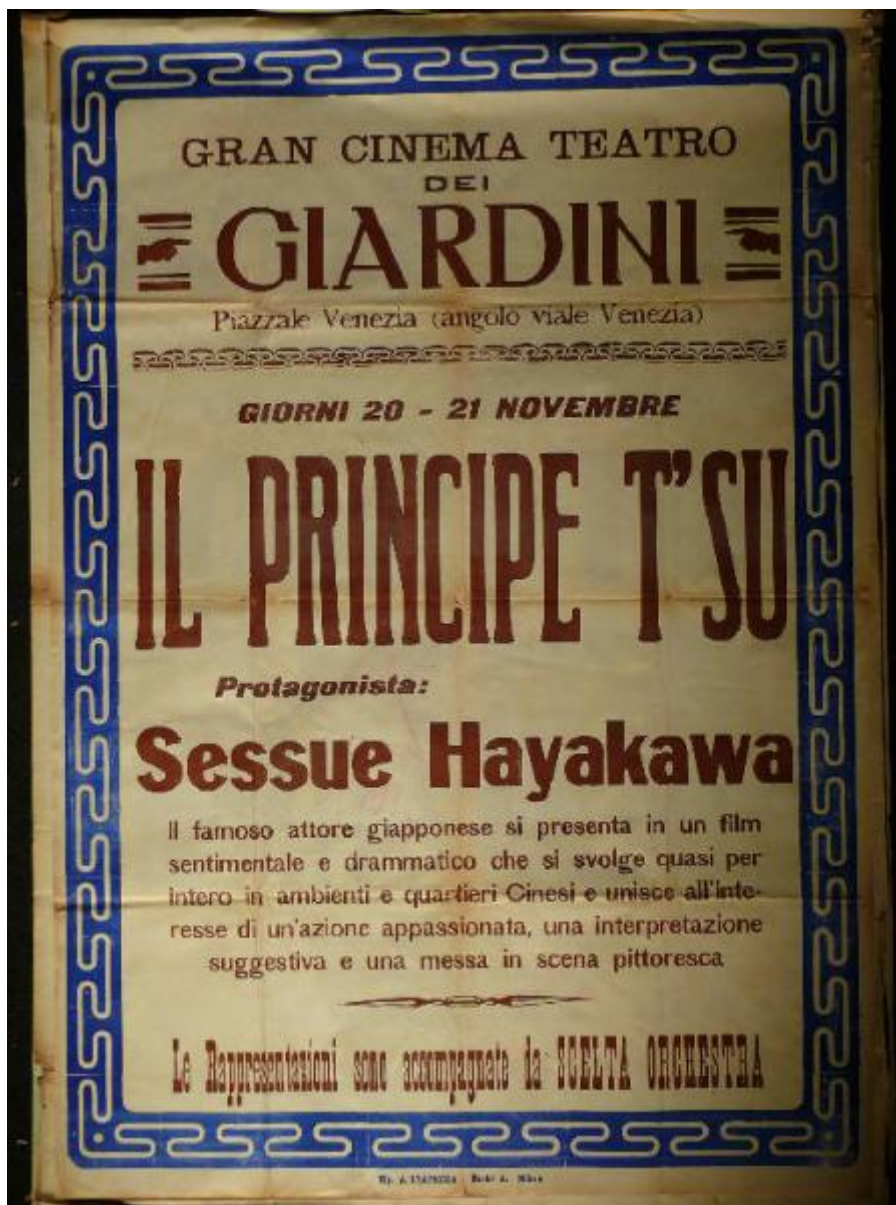 GRAN CINEMA TEATRO
DEI
GIARDINI
Piazzale Venezia (angolo viale Venezia)
GIORNI 20 - 21 NOVEMBRE
IL PRINCIPE T'SU
Protagonista:
Sessue Hayakawa
Il famoso attore giapponese si presenta in un film
sentimentale e drammatico che si svolge quasi per
intero in ambienti e quartieri Cinesi e unisce all'inte-
resse di un'azione appassionata, una interpretazione
suggestiva e una messa in scena pittoresca
Le Rappresentazioni sono accompagnate da SCELTA ORCHESTRA